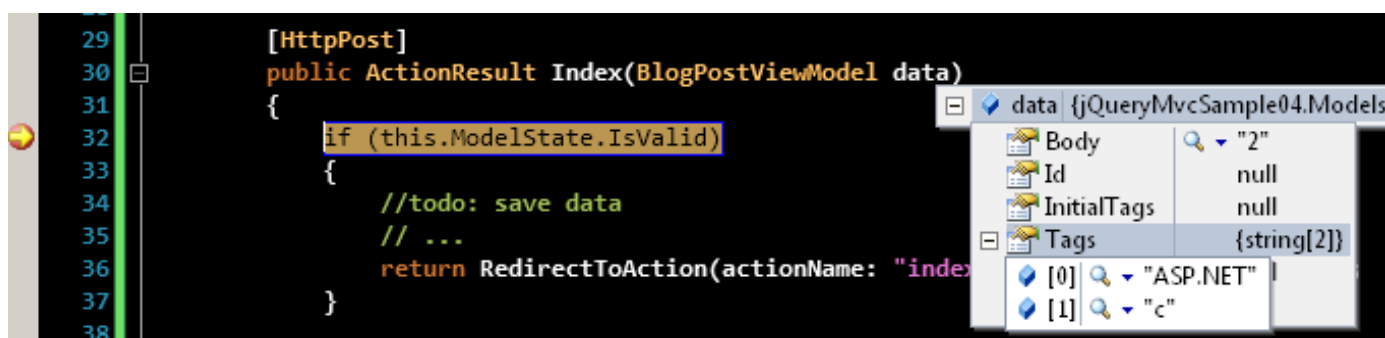 29 [HttpPost]
30 public ActionResult Index(BlogPostViewModel data)
31 {
data {jQueryMvcSample04.Models
32 if (this.ModelState.IsValid)
Body "2"
33 {
Id null
34 //todo: save data
InitialTags null
35 // ...
Tags {string[2]}
36 return RedirectToAction(actionName: "index
[0] "ASP.NET"
37 }
[1] "c"
38